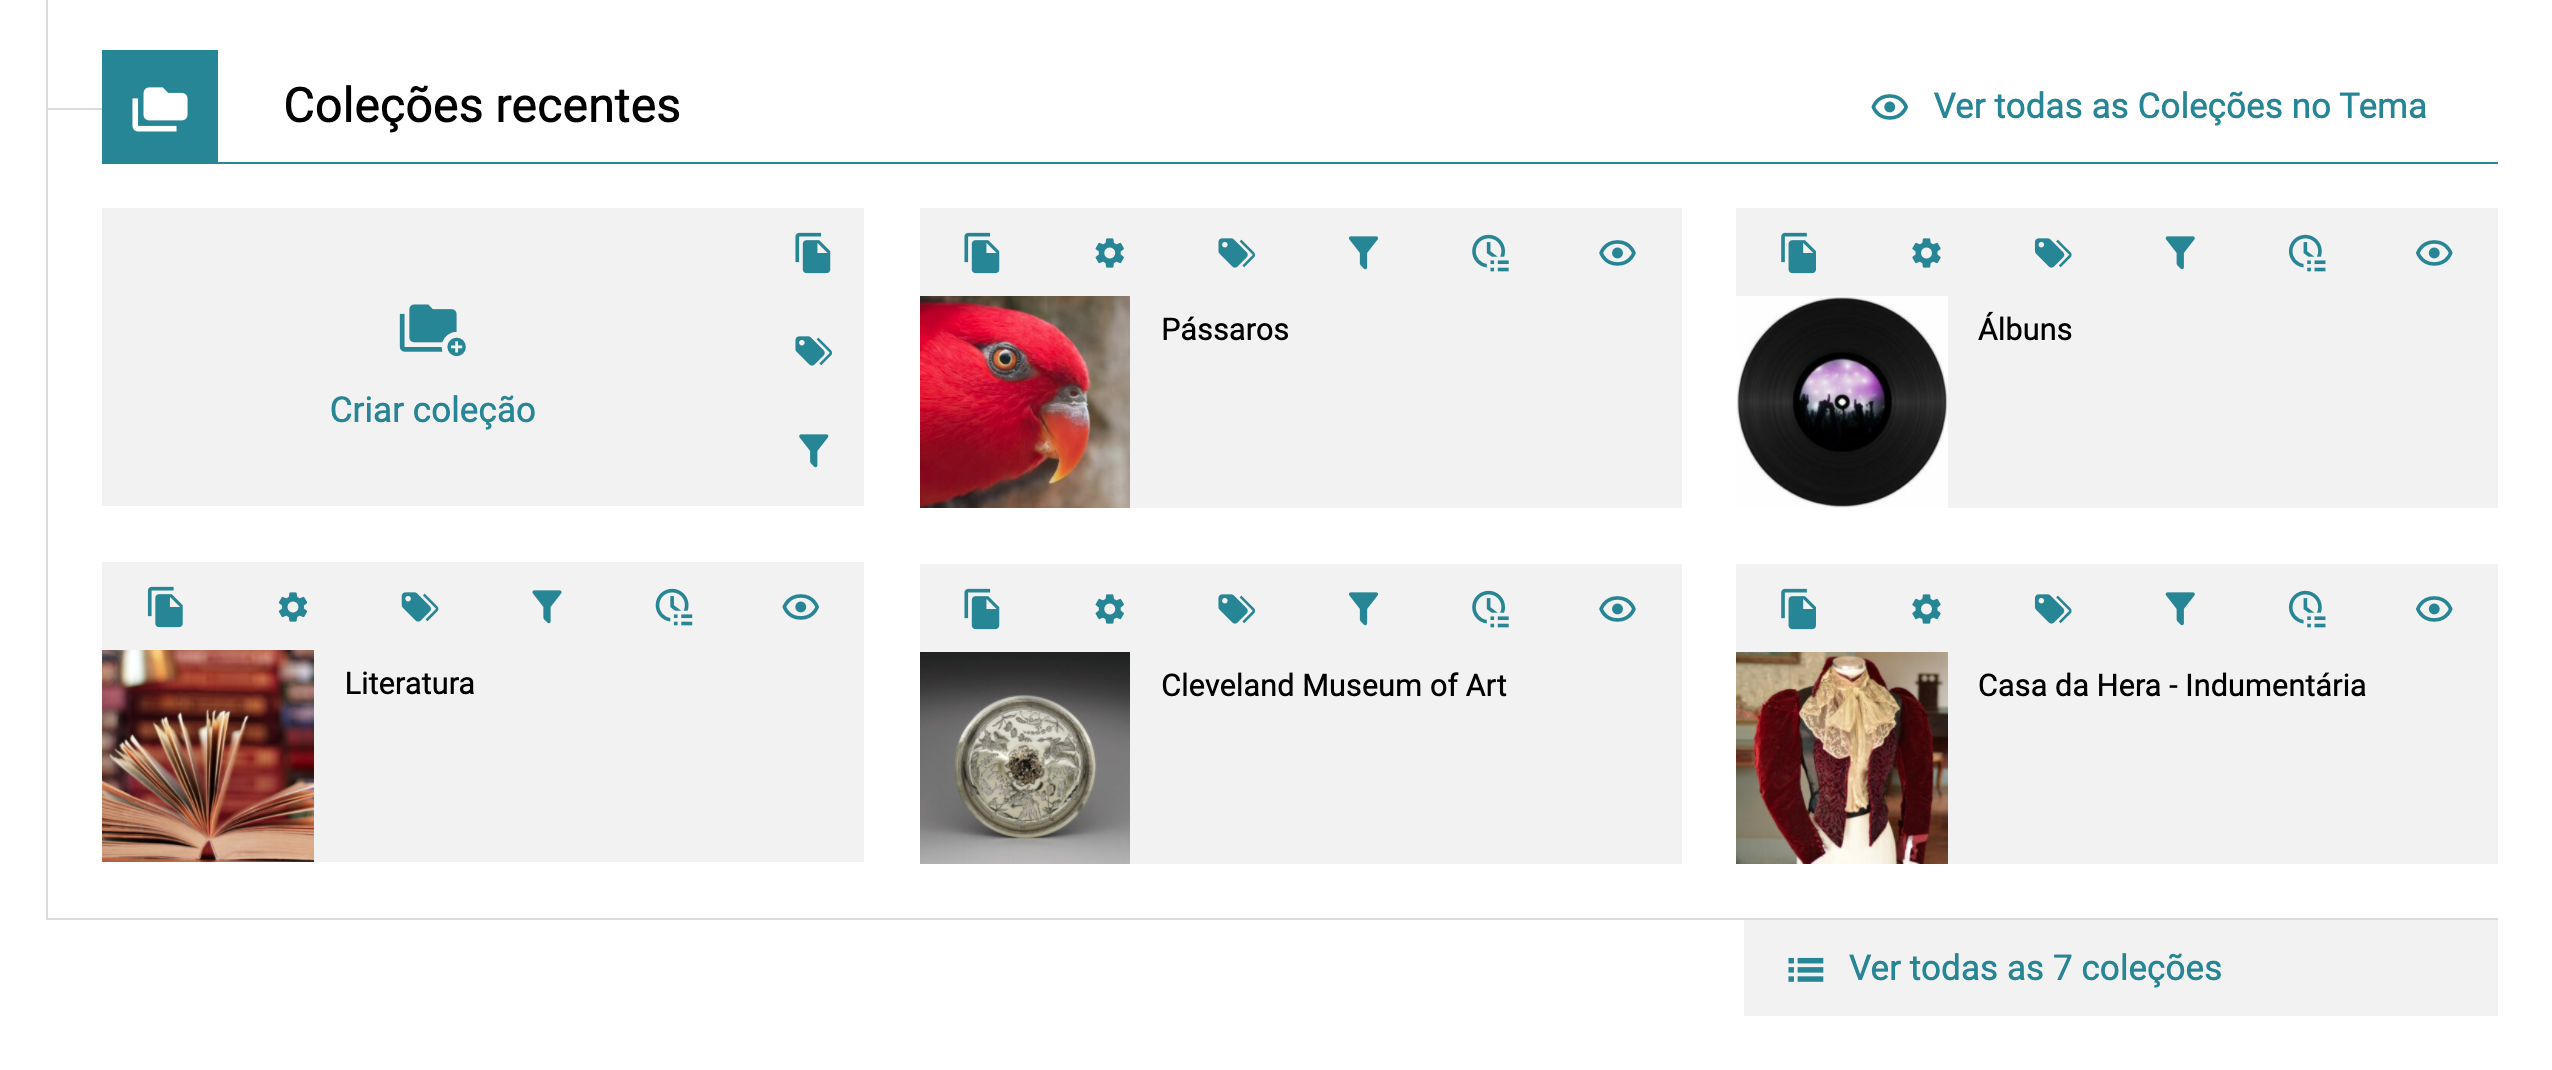 Coleções recentes
Ver todas as Coleções no Tema
Criar coleção
Pássaros
Álbuns
Literatura
Cleveland Museum of Art
Casa da Hera - Indumentária
Ver todas as 7 coleções